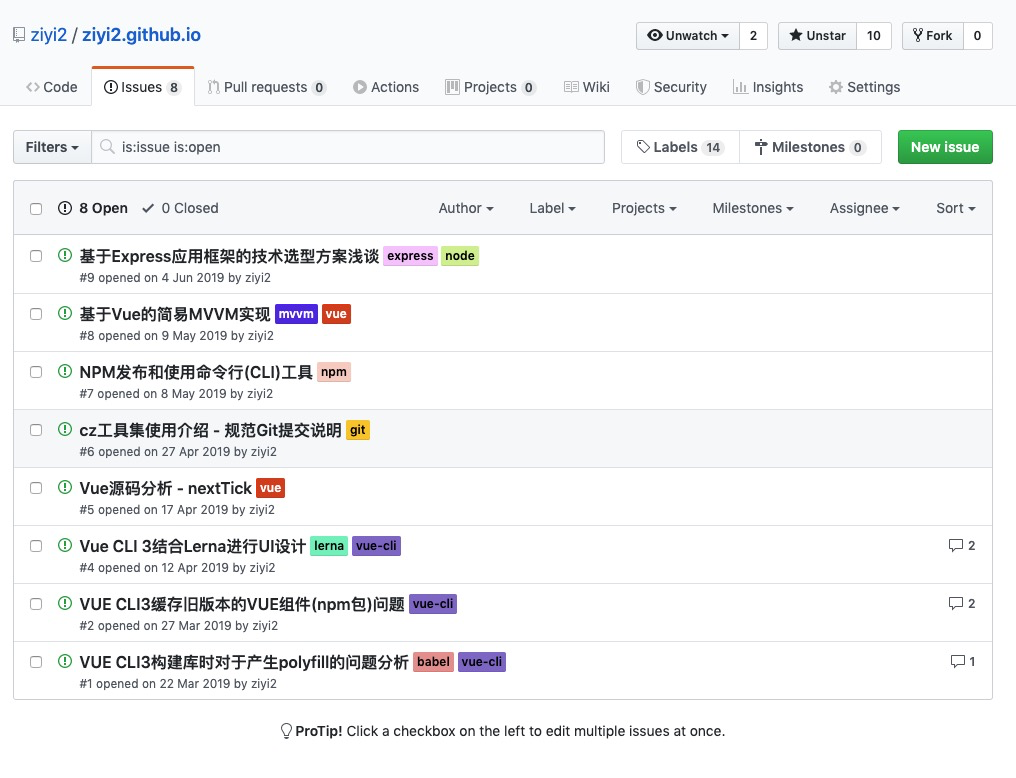 ziyi2 / ziyi2.github.io
Unwatch 2 Unstar 10 Fork 0
Code Issues 8 Pull requests 0 Actions Projects 0 Wiki Security Insights Settings
Filters is:issue is:open Labels 14 Milestones 0 New issue
8 Open 0 Closed Author Label Projects Milestones Assignee Sort
基于Express应用框架的技术选型方案浅谈 express node
#9 opened on 4 Jun 2019 by ziyi2
基于Vue的简易MVVM实现 mvvm vue
#8 opened on 9 May 2019 by ziyi2
NPM发布和使用命令行(CLI)工具 npm
#7 opened on 8 May 2019 by ziyi2
cz工具集使用介绍 - 规范Git提交说明 git
#6 opened on 27 Apr 2019 by ziyi2
Vue源码分析 - nextTick vue
#5 opened on 17 Apr 2019 by ziyi2
Vue CLI 3结合Lerna进行UI设计 lerna vue-cli 2
#4 opened on 12 Apr 2019 by ziyi2
VUE CLI3缓存旧版本的VUE组件(npm包)问题 vue-cli 2
#2 opened on 27 Mar 2019 by ziyi2
VUE CLI3构建库时对于产生polyfill的问题分析 babel vue-cli 1
#1 opened on 22 Mar 2019 by ziyi2
ProTip! Click a checkbox on the left to edit multiple issues at once.